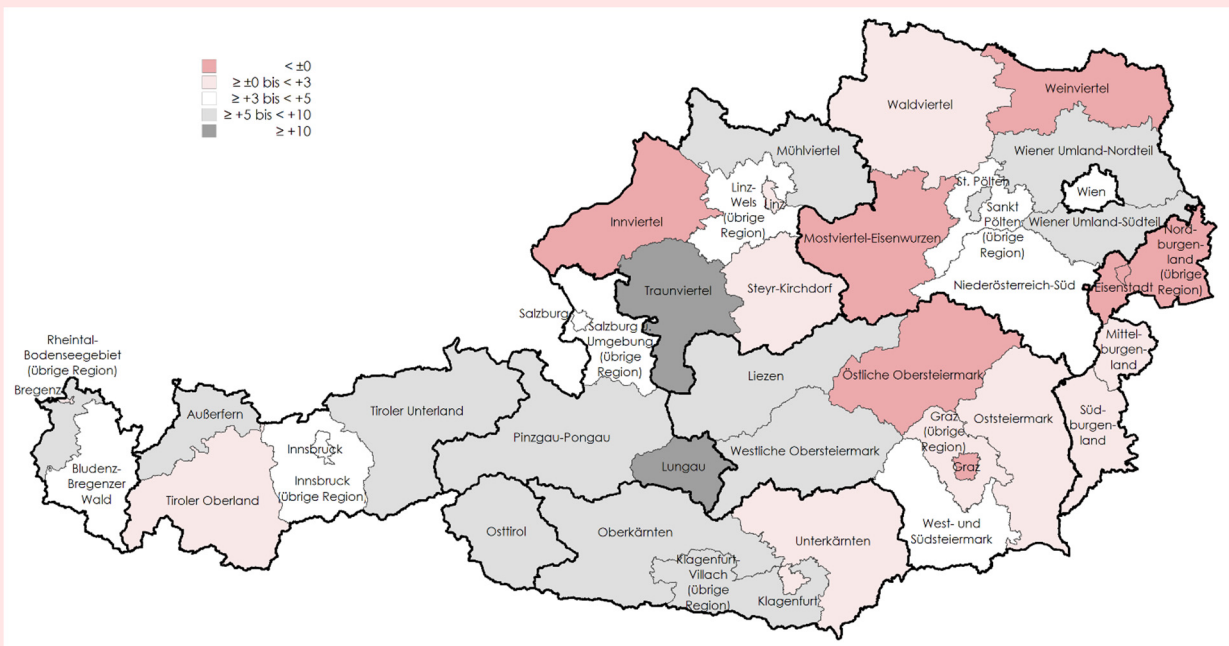 < ±0
≥ ±0 bis < +3
≥ +3 bis < +5
≥ +5 bis < +10
≥ +10
Weinviertel
Waldviertel
Mühlviertel
Wiener Umland-Nordteil
St. Pölten
Wien
Linz-
Wels
(übrige
Region)
Linz
Sankt
Pölten
(übrige
Region)
Innviertel
Wiener Umland-Südteil
Mostviertel-Eisenwurzen
Nord-
burgen-
land
(übrige
Region)
Traunviertel
Steyr-Kirchdorf
Niederösterreich-Süd
Eisenstadt
Salzburg
Salzburg u.
Umgebung
(übrige
Region)
Rheintal-
Bodenseegebiet
(übrige Region)
Mittel-
burgen-
land
Liezen
Östliche Obersteiermark
Bregenz
Außerfern
Tiroler Unterland
Graz
(übrige
Region)
Oststeiermark
Süd-
burgen-
land
Pinzgau-Pongau
Innsbruck
Westliche Obersteiermark
Bludenz-
Bregenzer
Wald
Lungau
Graz
Innsbruck
(übrige Region)
Tiroler Oberland
Osttirol
Oberkärnten
Unterkärnten
West- und
Südsteiermark
Klagenfurt-
Villach
(übrige
Region)
Klagenfurt